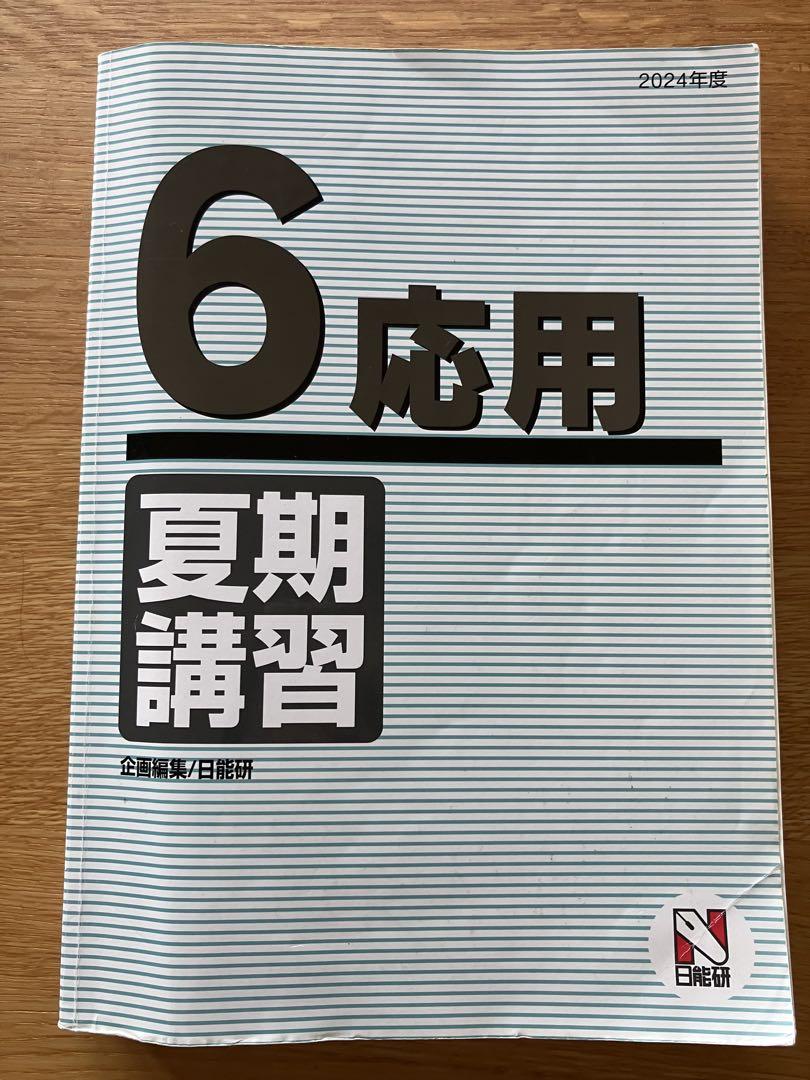 2024年度
6応用
夏期
講習
企画編集/日能研
N
日能研